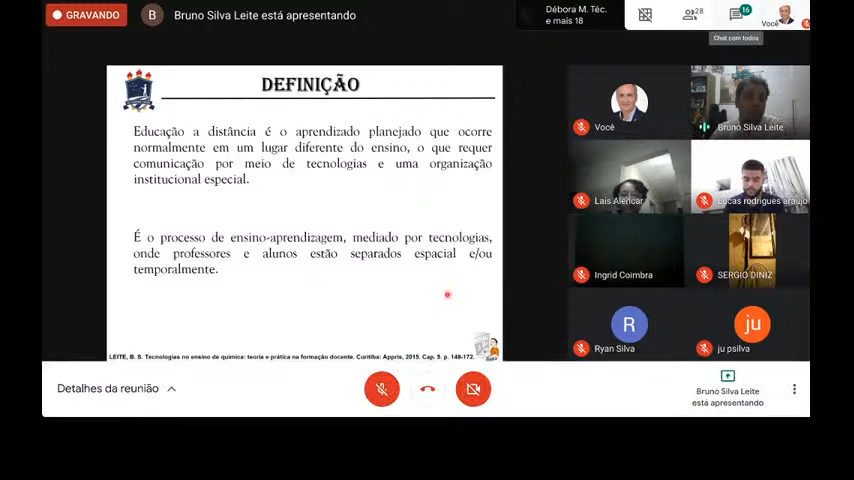 GRAVANDO
B
Bruno Silva Leite está apresentando
Débora M. Téc.
e mais 18
28
16
Você
Chat com todos
DEFINIÇÃO
Educação a distância é o aprendizado planejado que ocorre
normalmente em um lugar diferente do ensino, o que requer
comunicação por meio de tecnologias e uma organização
institucional especial.
É o processo de ensino-aprendizagem, mediado por tecnologias,
onde professores e alunos estão separados espacial e/ou
temporalmente.
LEITE, B. S. Tecnologias no ensino de química: teoria e prática na formação docente. Curitiba: Appris, 2015. Cap. 5. p. 149-172.
Você
Bruno Silva Leite
Lais Alencar
Lucas rodrigues araujo
Ingrid Coimbra
SERGIO DINIZ
R
Ryan Silva
ju
ju psilva
Detalhes da reunião
Bruno Silva Leite
está apresentando